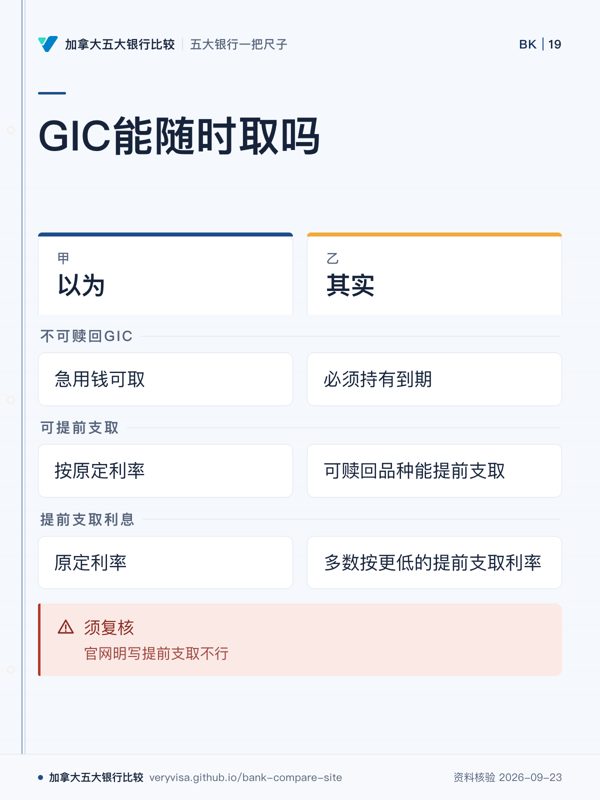 加拿大五大银行比较 | 五大银行一把尺子
BK | 19
GIC能随时取吗
甲
以为
乙
其实
不可赎回GIC
急用钱可取
必须持有到期
可提前支取
按原定利率
可赎回品种能提前支取
提前支取利息
原定利率
多数按更低的提前支取利率
须复核
官网明写提前支取不行
加拿大五大银行比较 veryvisa.github.io/bank-compare-site
资料核验 2026-09-23